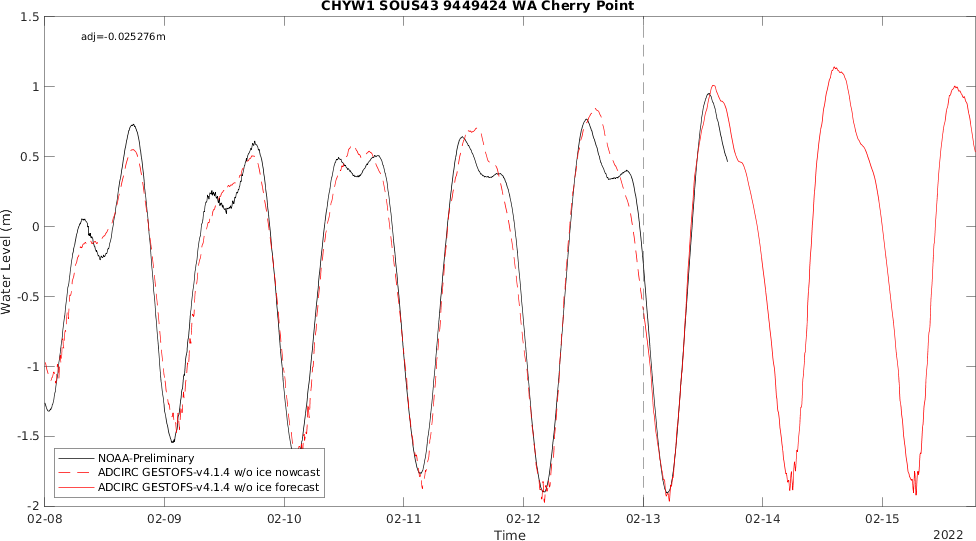 CHYW1 SOUS43 9449424 WA Cherry Point
adj=-0.025276m
Water Level (m)
1.5
1
0.5
0
-0.5
-1
-1.5
-2
NOAA-Preliminary
ADCIRC GESTOFS-v4.1.4 w/o ice nowcast
ADCIRC GESTOFS-v4.1.4 w/o ice forecast
02-08 02-09 02-10 02-11 02-12 02-13 02-14 02-15
Time
2022